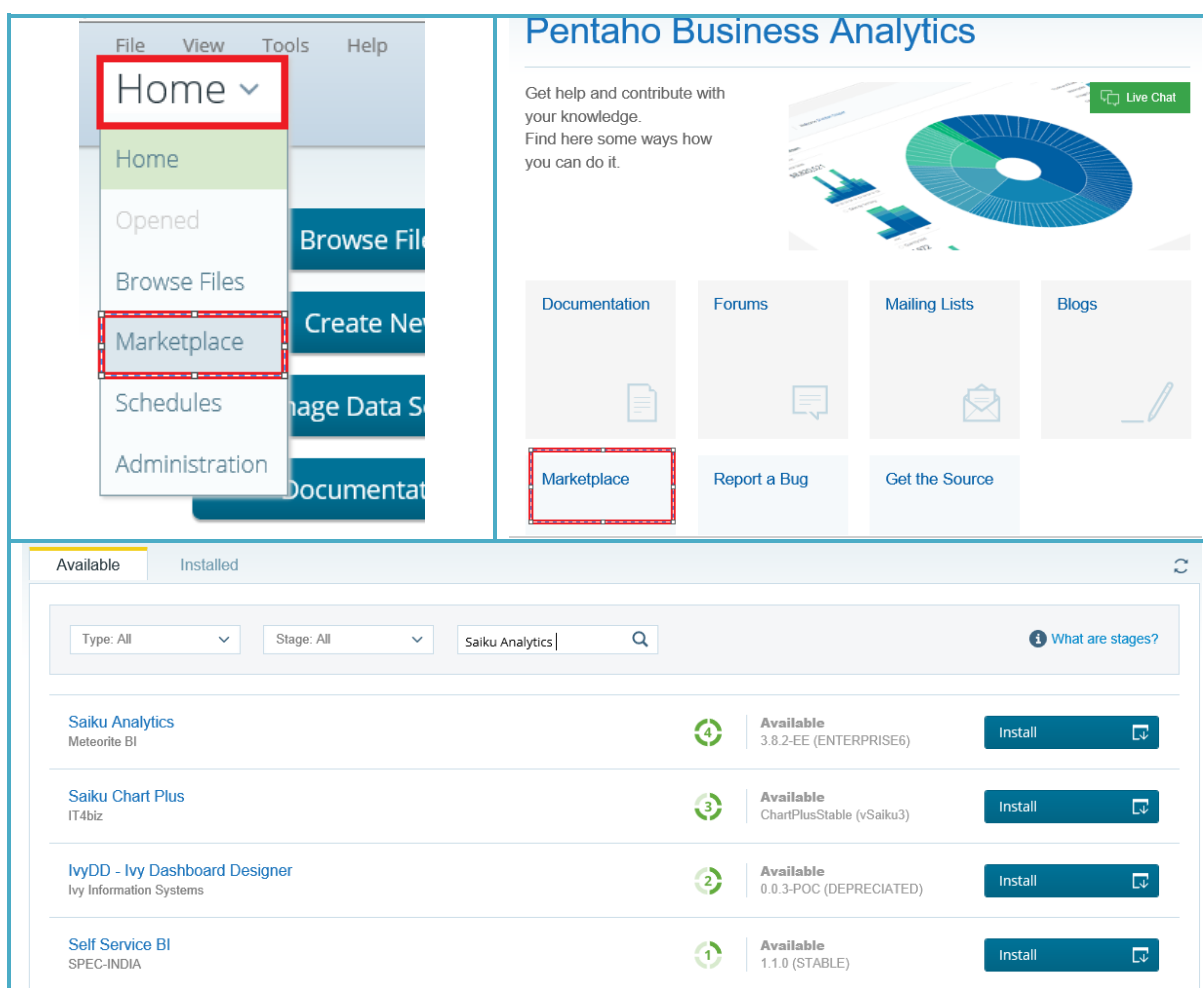 File View Tools Help
Home
Home
Opened
Browse Files
Marketplace
Schedules
Administration
Browse File
Create Ne
nage Data S
Documentat
Pentaho Business Analytics
Get help and contribute with
your knowledge.
Find here some ways how
you can do it.
Live Chat
Documentation Forums Mailing Lists Blogs
Marketplace Report a Bug Get the Source
Available Installed
Type: All Stage: All Saiku Analytics What are stages?
Saiku Analytics
Meteorite BI
4
Available
3.8.2-EE (ENTERPRISE6)
Install
Saiku Chart Plus
IT4biz
3
Available
ChartPlusStable (vSaiku3)
Install
IvyDD - Ivy Dashboard Designer
Ivy Information Systems
2
Available
0.0.3-POC (DEPRECIATED)
Install
Self Service BI
SPEC-INDIA
1
Available
1.1.0 (STABLE)
Install